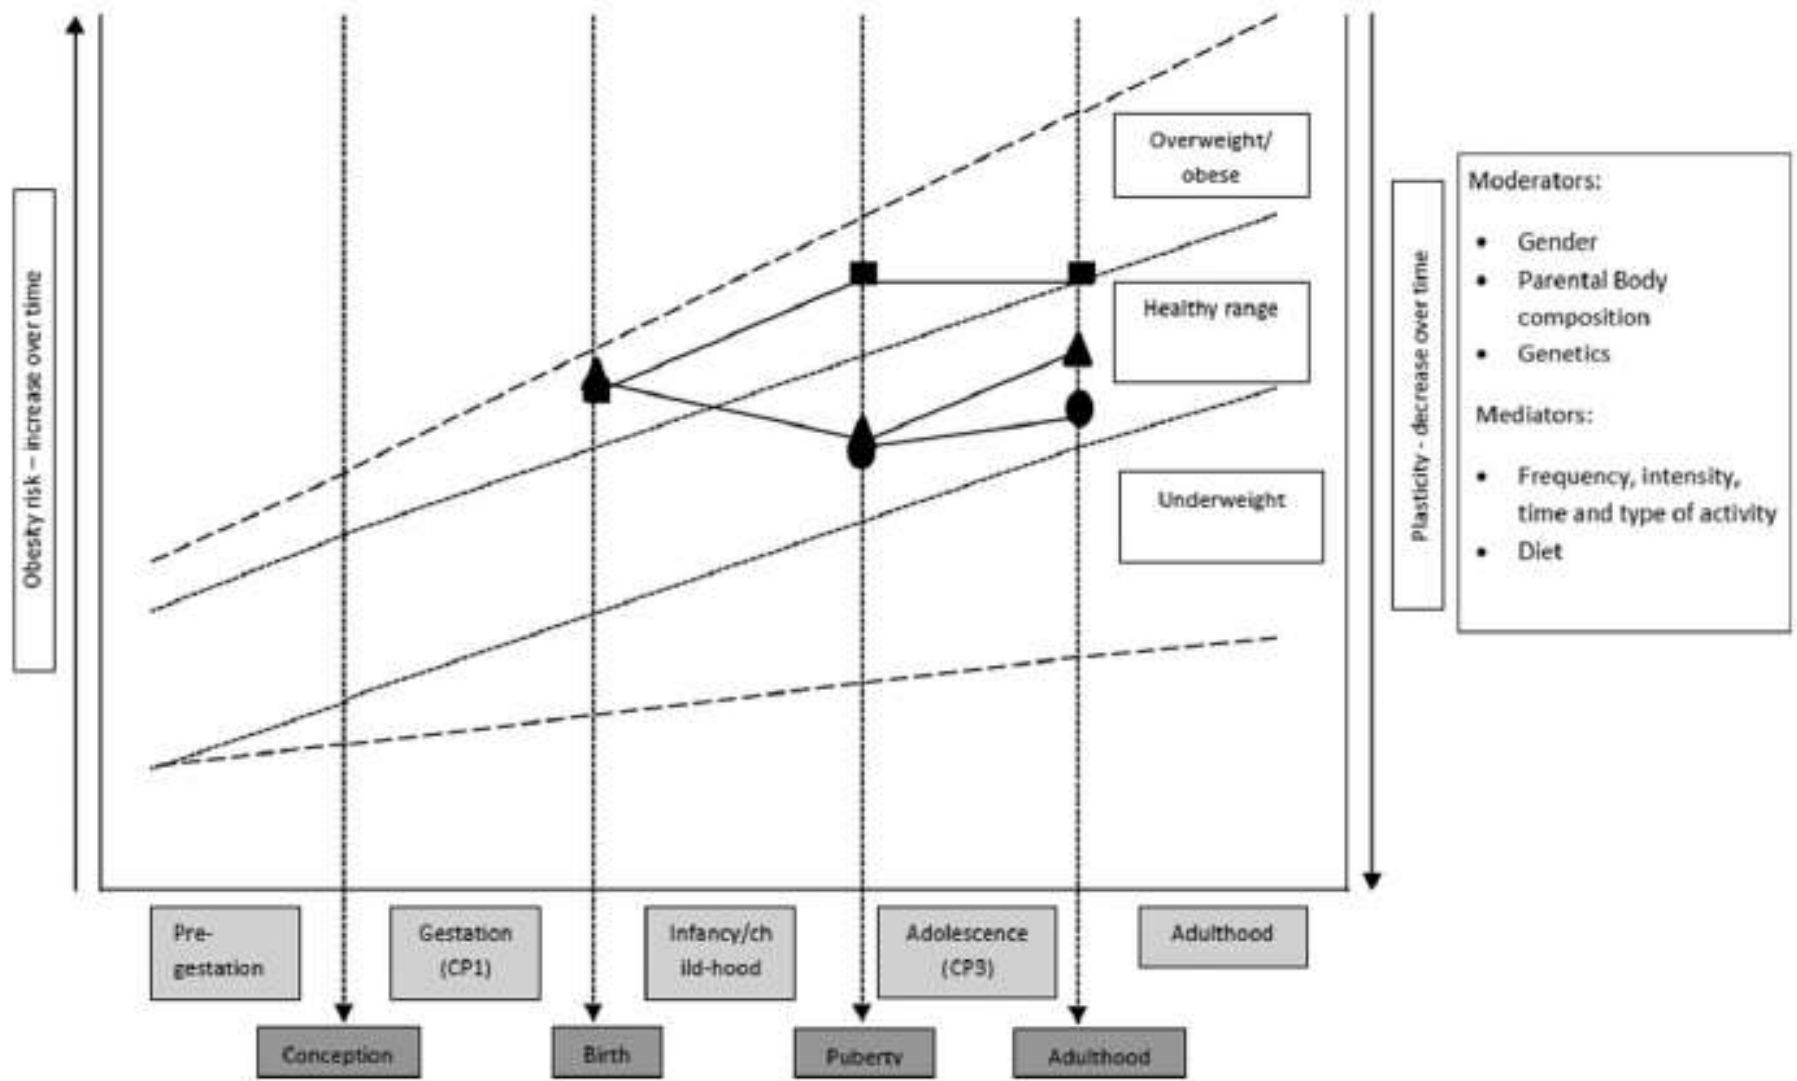 Obesity risk – increase over time
Overweight/
obese
Healthy range
Underweight
Plasticity - decrease over time
Moderators:
• Gender
• Parental Body
composition
• Genetics
Mediators:
• Frequency, intensity,
time and type of activity
• Diet
Pre-
gestation
Gestation
(CP1)
Infancy/ch
ild-hood
Adolescence
(CP3)
Adulthood
Conception
Birth
Puberty
Adulthood